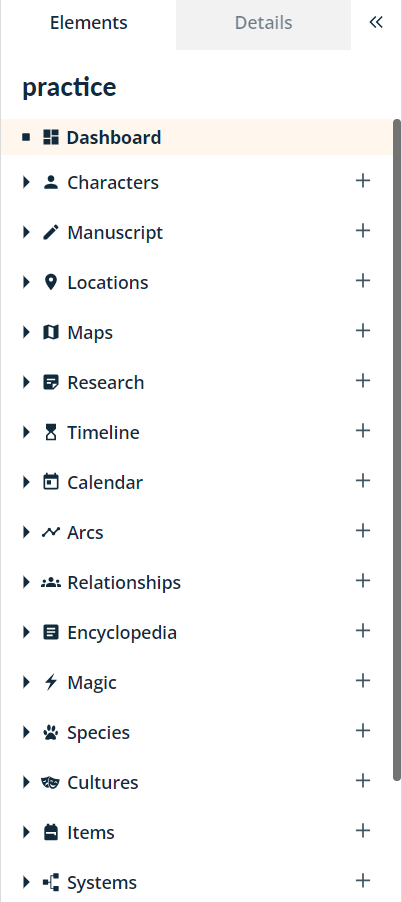 Elements
Details
practice
Dashboard
Characters
Manuscript
Locations
Maps
Research
Timeline
Calendar
Arcs
Relationships
Encyclopedia
Magic
Species
Cultures
Items
Systems